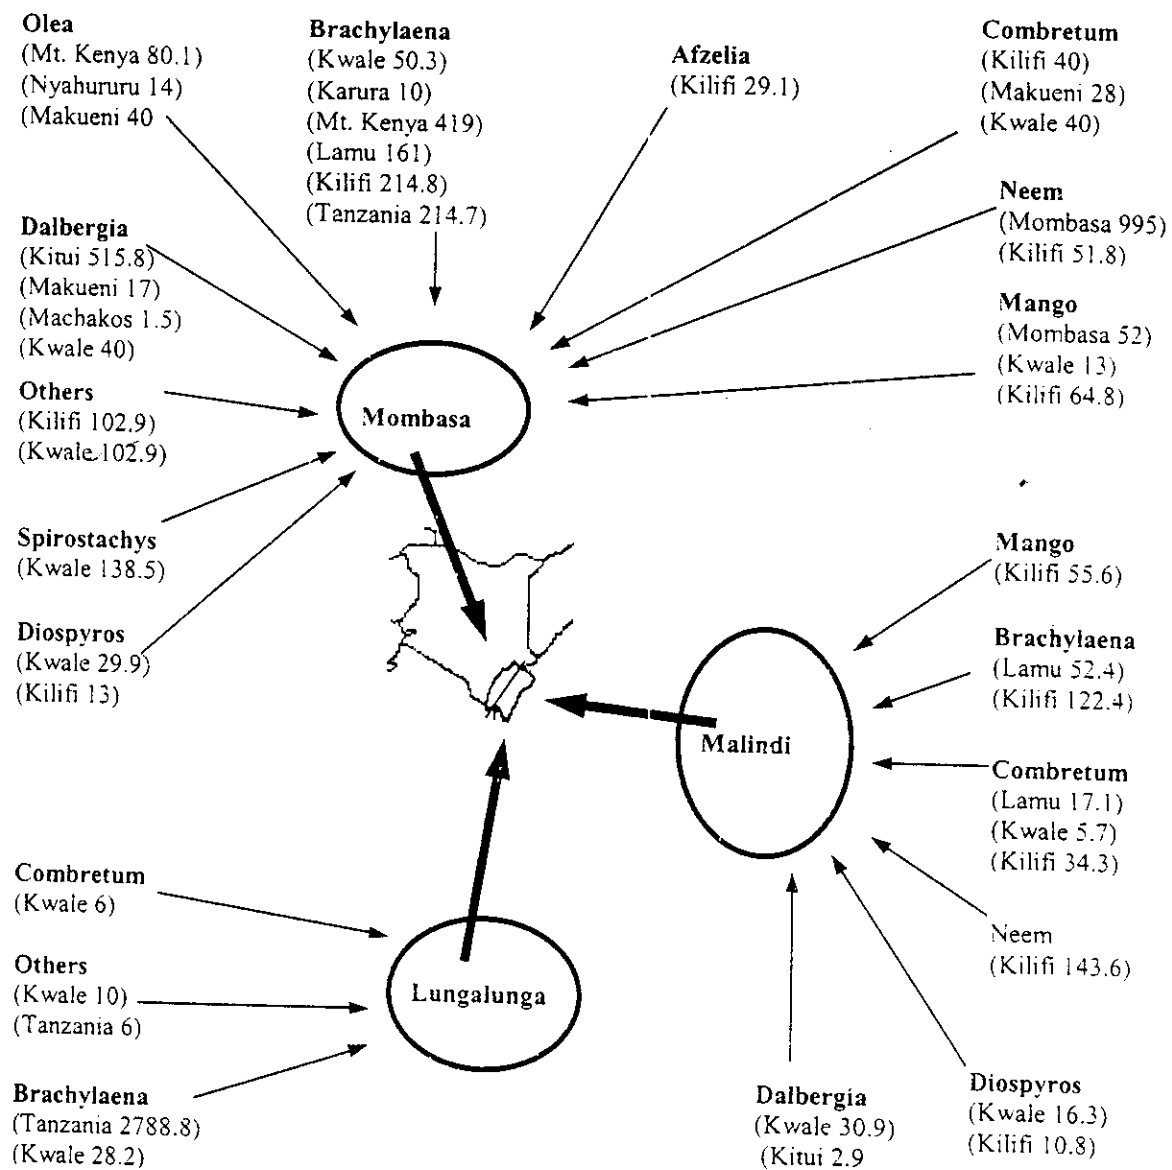 Olea
(Mt. Kenya 80.1)
(Nyahururu 14)
(Makueni 40
Brachylaena
(Kwale 50.3)
(Karura 10)
(Mt. Kenya 419)
(Lamu 161)
(Kilifi 214.8)
(Tanzania 214.7)
Afzelia
(Kilifi 29.1)
Combretum
(Kilifi 40)
(Makueni 28)
(Kwale 40)
Neem
(Mombasa 995)
(Kilifi 51.8)
Mango
(Mombasa 52)
(Kwale 13)
(Kilifi 64.8)
Dalbergia
(Kitui 515.8)
(Makueni 17)
(Machakos 1.5)
(Kwale 40)
Others
(Kilifi 102.9)
(Kwale 102.9)
Spirostachys
(Kwale 138.5)
Diospyros
(Kwale 29.9)
(Kilifi 13)
Mombasa
Mango
(Kilifi 55.6)
Brachylaena
(Lamu 52.4)
(Kilifi 122.4)
Combretum
(Lamu 17.1)
(Kwale 5.7)
(Kilifi 34.3)
Neem
(Kilifi 143.6)
Diospyros
(Kwale 16.3)
(Kilifi 10.8)
Dalbergia
(Kwale 30.9)
(Kitui 2.9
Malindi
Combretum
(Kwale 6)
Others
(Kwale 10)
(Tanzania 6)
Brachylaena
(Tanzania 2788.8)
(Kwale 28.2)
Lungalunga